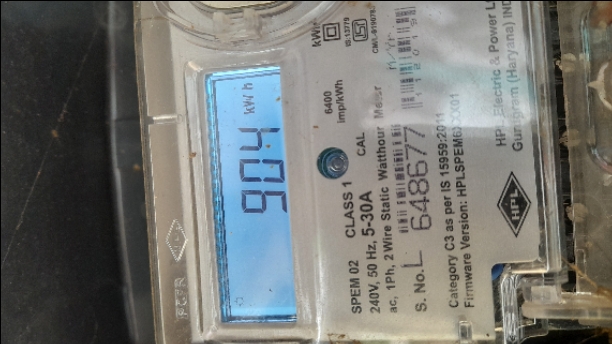 904 kWh
kWh
6400
imp/kWh
CAL
SPEM 02 CLASS 1
240V, 50 Hz, 5-30A
ac, 1Ph, 2 Wire Static Watthour Meter
S. No. L 648677
Category C3 as per IS 15959:2011
Firmware Version:
HPL
HPL Electric & Power L
Gurugram (Haryana) IND